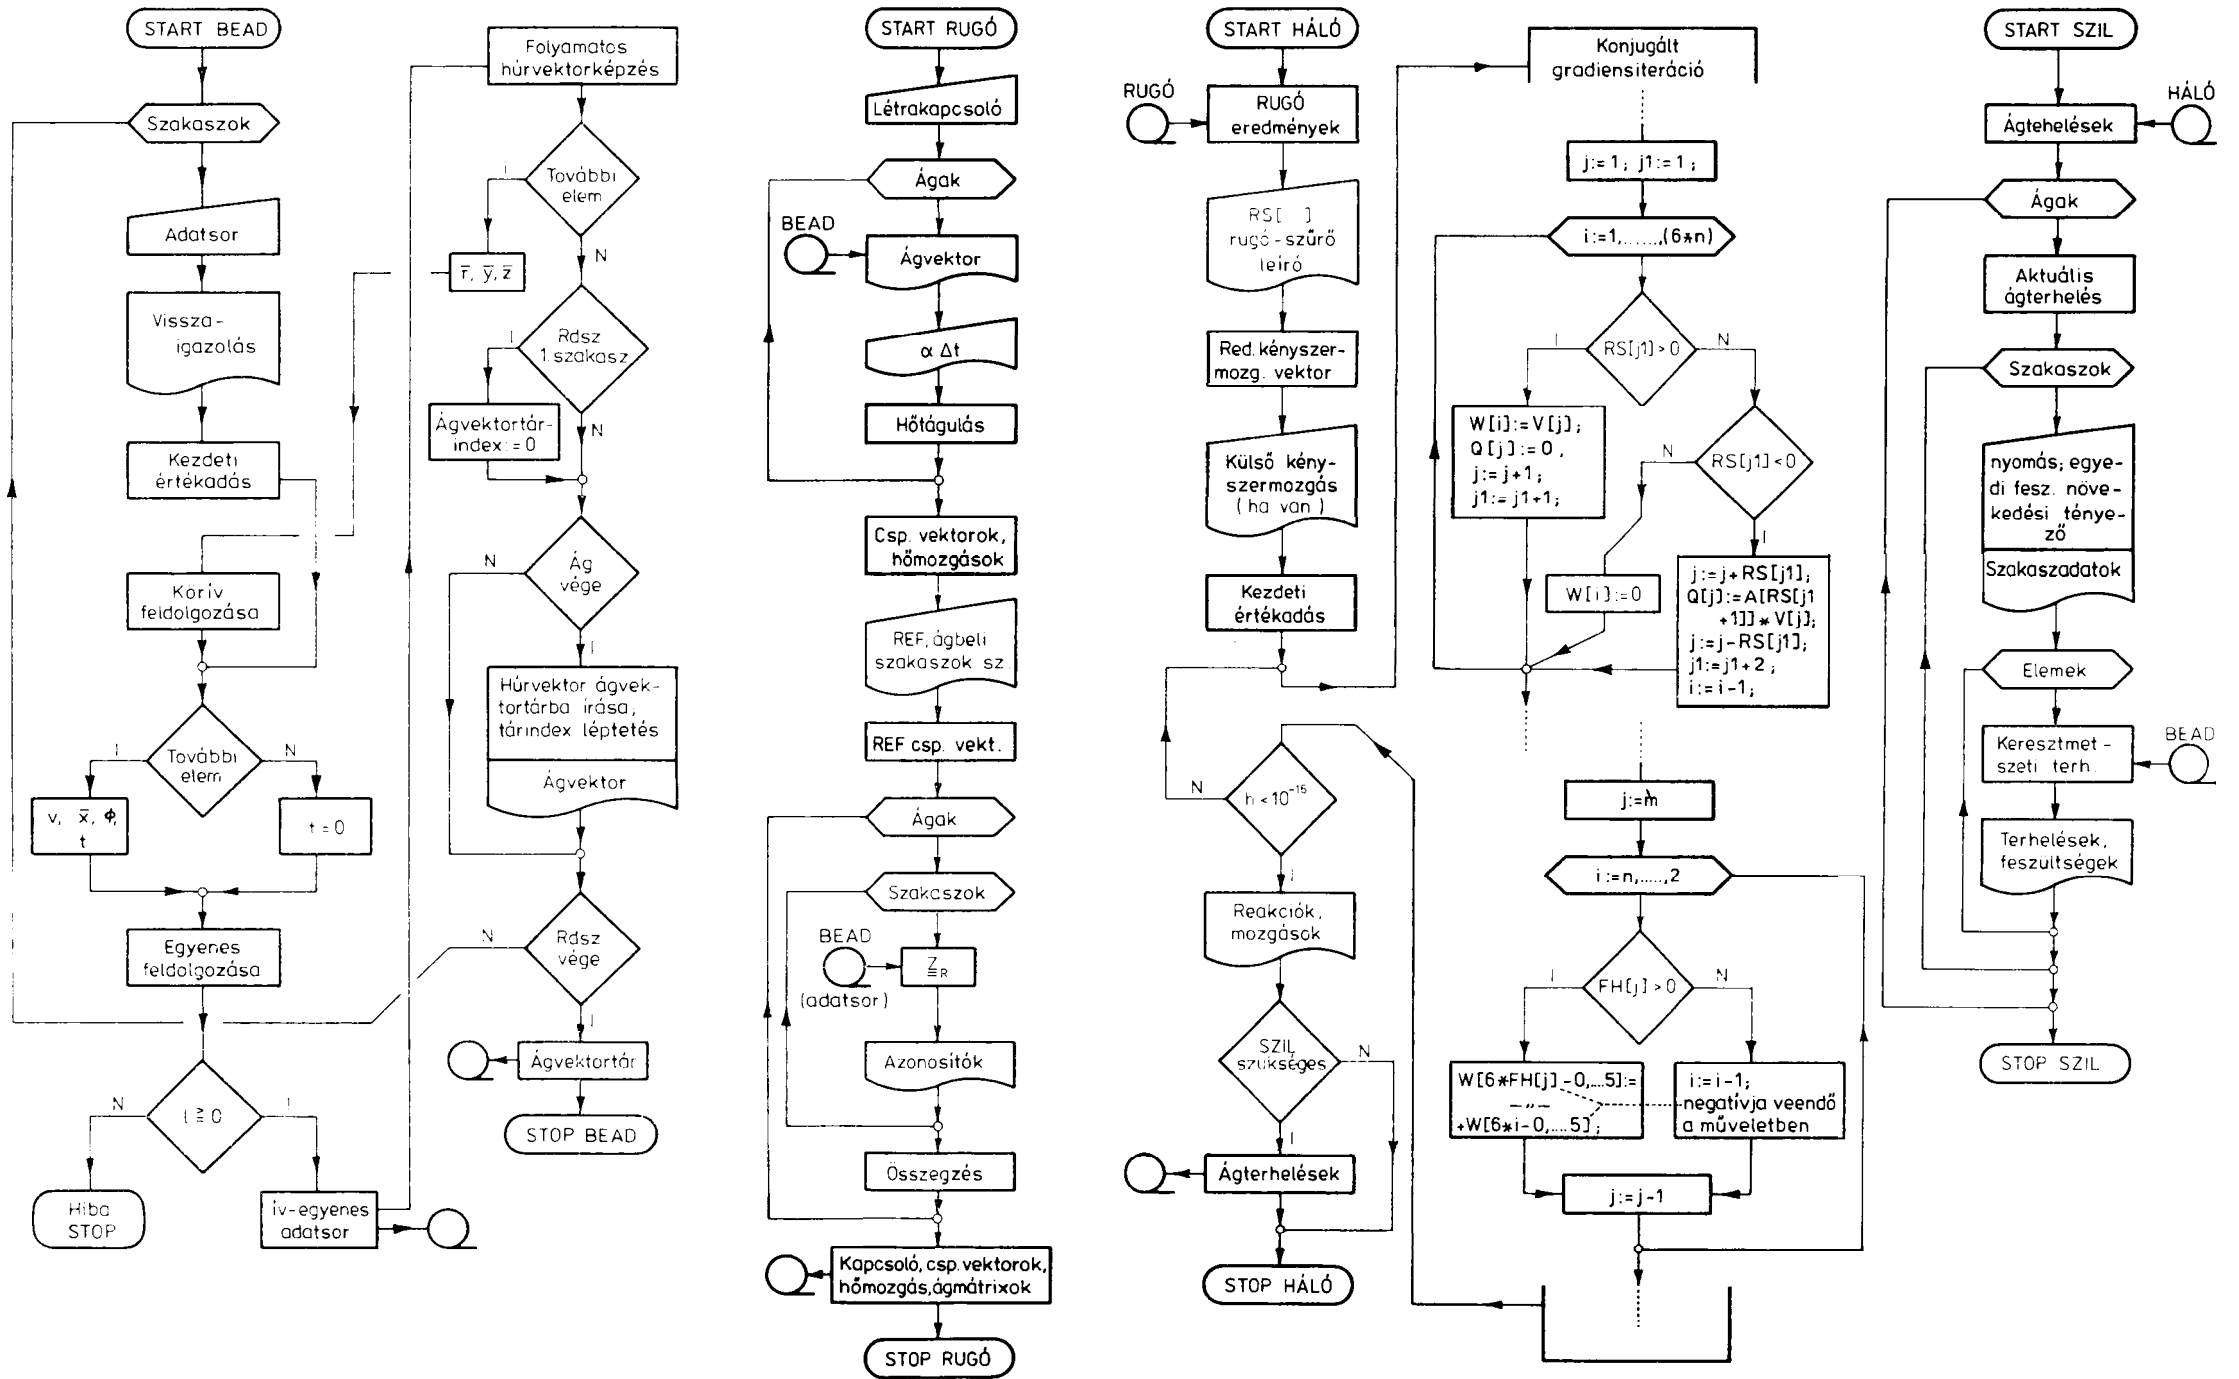 START BEAD
Szakaszok
Adatsor
Vissza-
igazolás
Kezdeti
értékadás
Körív
feldolgozása
További
elem
I
N
v, x̅, φ,
t
t=0
Egyenes
feldolgozása
N
I
Hiba
STOP
Ív-egyenes
adatsor
Folyamatos
húrvektorképzés
További
elem
I
N
r̅, y̅, z̅
Rdsz
1. szakasz
I
N
Ágvektortár-
index:=0
Ág
vége
N
I
Húrvektor ágvek-
tortárba írása,
tárindex léptetés
Ágvektor
Rdsz
vége
N
I
Ágvektortár
STOP BEAD
START RUGÓ
Létrakapcsoló
Ágak
BEAD
Ágvektor
α Δt
Hőtágulás
Csp. vektorok,
hőmozgások
REF, ágbeli
szakaszok sz.
REF csp. vekt.
Ágak
Szakaszok
BEAD
(adatsor)
Z R
Azonosítók
Összegzés
Kapcsoló, csp. vektorok,
hőmozgás, ágmátrixok
STOP RUGÓ
START HÁLÓ
RUGÓ
RUGÓ
eredmények
RS[ ]
rugó-szűrő
leíró
Red. kényszer-
mozg. vektor
Külső kény-
szermozgás
(ha van)
Kezdeti
értékadás
N
h < 10⁻¹⁵
I
Reakciók,
mozgások
SZIL
szükséges
N
I
Ágterhelések
STOP HÁLÓ
Konjugált
gradiensiteráció
j:=1; j1:=1;
i:=1,......,(6*n)
RS[j1]>0
I
N
W[i]:=V[j];
Q[j]:=0,
j:=j+1;
j1:=j1+1;
RS[j1]<0
N
I
W[i]:=0
j:=j+RS[j1];
Q[j]:=A[RS[j1
+1]]*V[j];
j:=j-RS[j1];
j1:=j1+2;
i:=i-1;
j:=m
i:=n,.....,2
FH[j]>0
I
N
W[6*FH[j]-0,...5]:=
—„—
+W[6*i-0,....5];
i:=i-1;
negatívja veendő
a műveletben
j:=j-1
START SZIL
HÁLÓ
Ágtehelések
Ágak
Aktuális
ágterhelés
Szakaszok
nyomás; egye-
di fesz. növe-
kedési ténye-
ző
Szakaszadatok
Elemek
BEAD
Keresztmet-
szeti terh.
Terhelések,
feszültségek
STOP SZIL